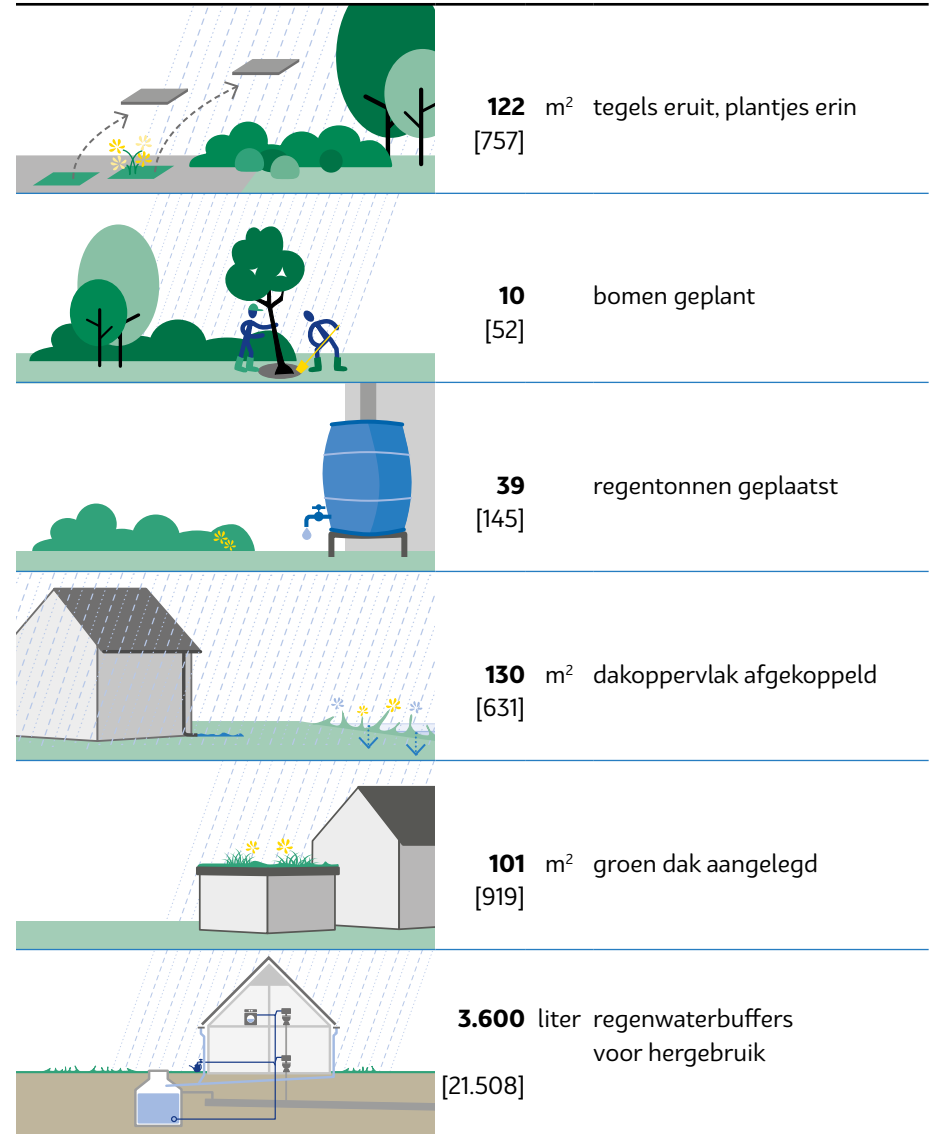 122 m² tegels eruit, plantjes erin
[757]
10 bomen geplant
[52]
39 regentonnen geplaatst
[145]
130 m² dakoppervlak afgekoppeld
[631]
101 m² groen dak aangelegd
[919]
3.600 liter regenwaterbuffers
voor hergebruik
[21.508]